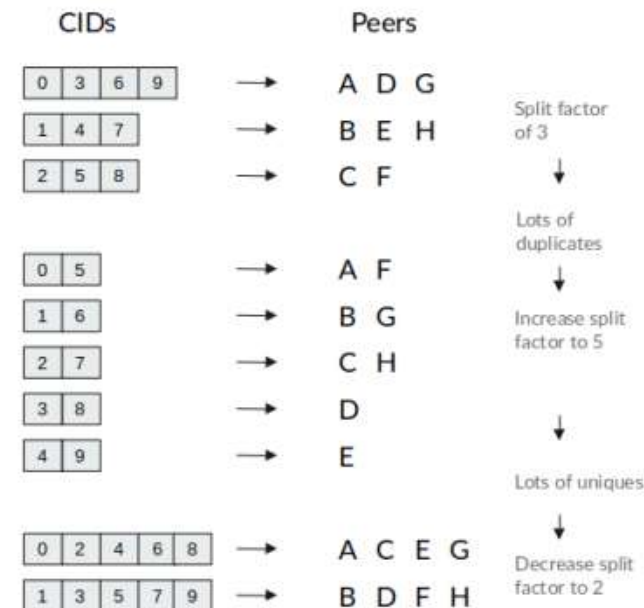 CIDs Peers
0 3 6 9 → A D G
1 4 7 → B E H
2 5 8 → C F
Split factor
of 3
↓
Lots of
duplicates
↓
0 5 → A F
1 6 → B G
2 7 → C H
3 8 → D
4 9 → E
Increase split
factor to 5
↓
Lots of uniques
↓
0 2 4 6 8 → A C E G
1 3 5 7 9 → B D F H
Decrease split
factor to 2